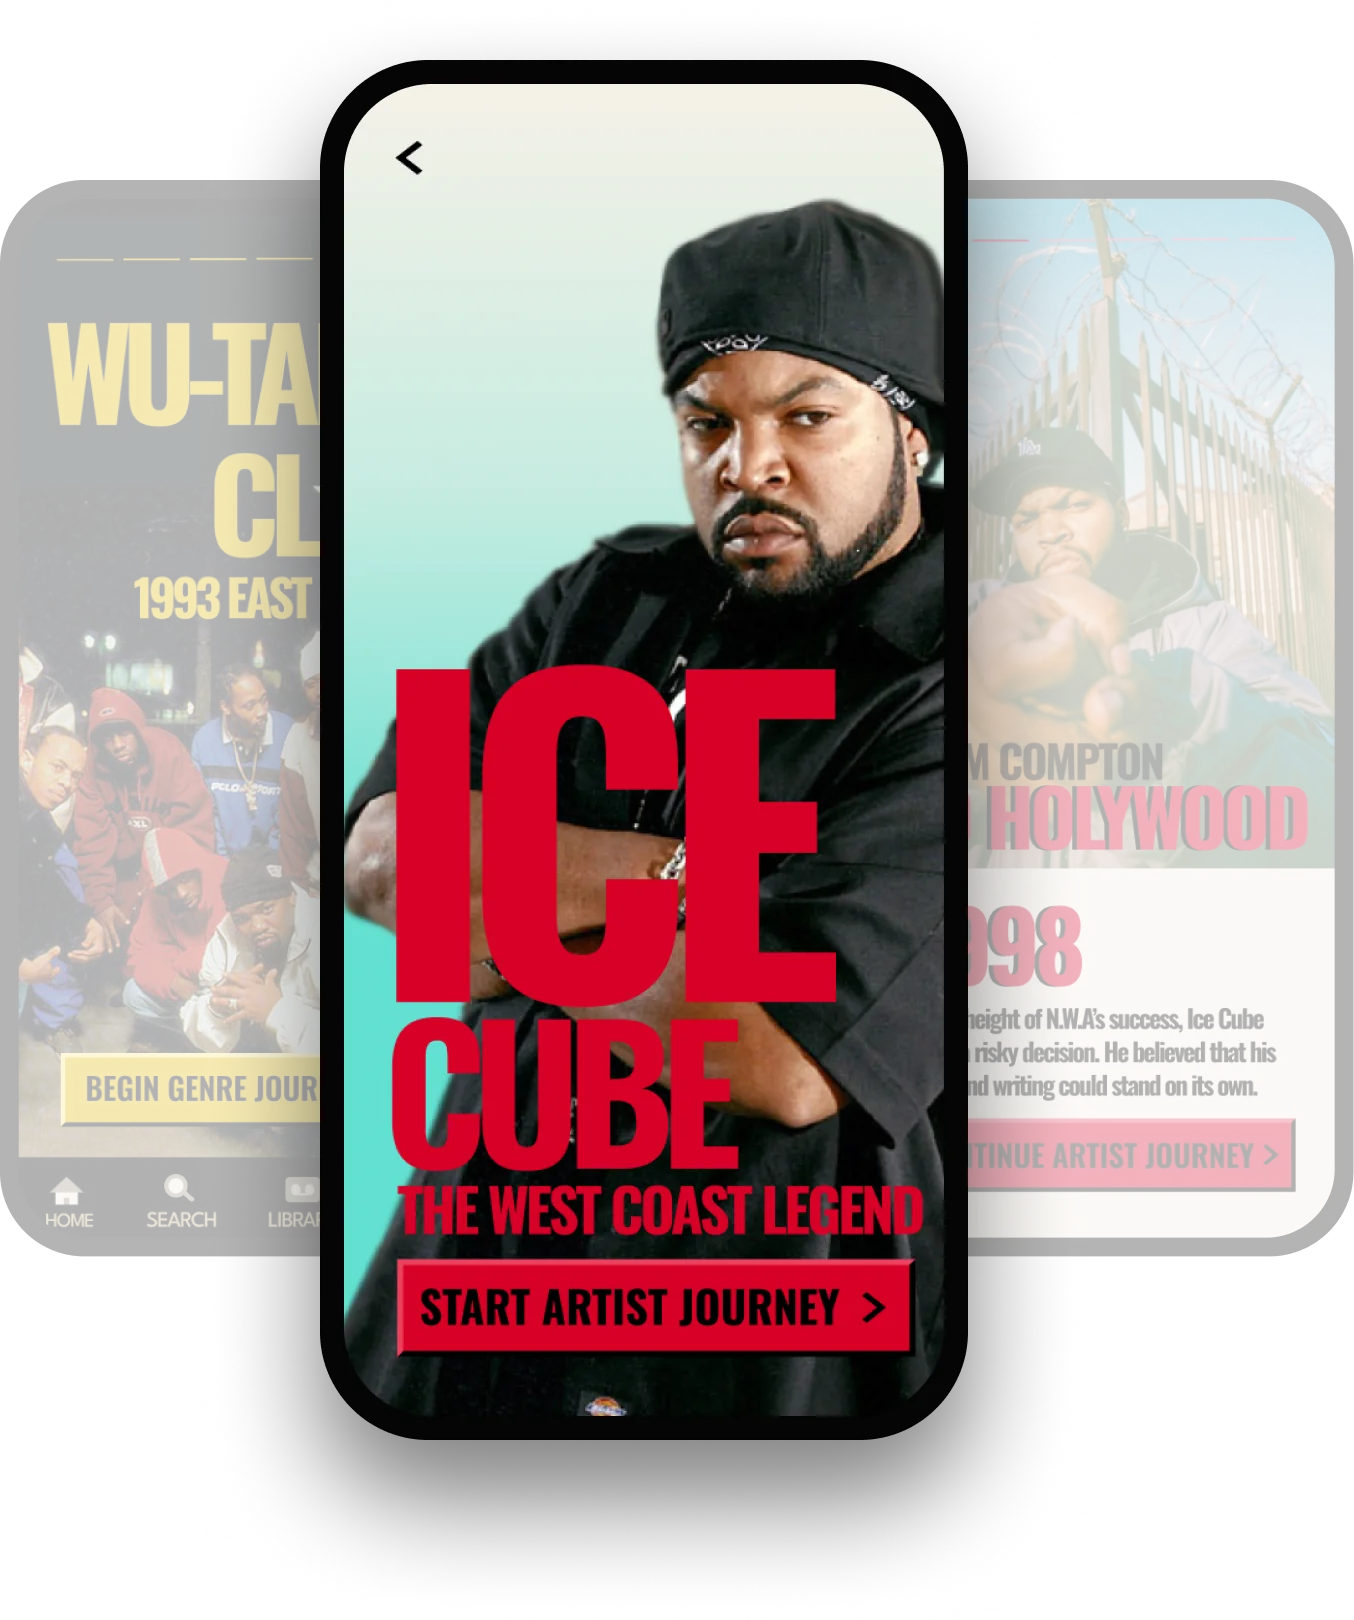 WU-TA
CL
1993 EAST
BEGIN GENRE JOUR
HOME
SEARCH
LIBRA
ICE
CUBE
THE WEST COAST LEGEND
START ARTIST JOURNEY >
M COMPTON
HOLYWOOD
998
height of N.W.A's success, Ice Cube
risky decision. He believed that his
nd writing could stand on its own.
TINUE ARTIST JOURNEY >